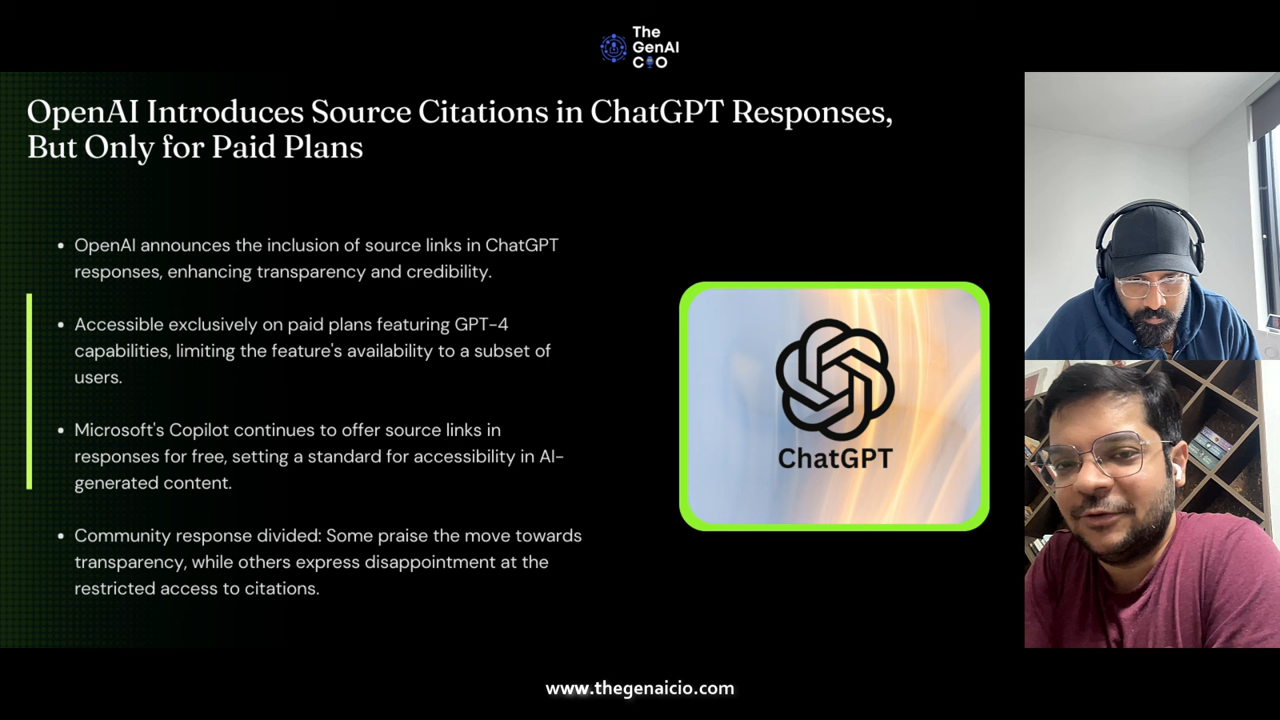 The
GenAI
CIO
OpenAI Introduces Source Citations in ChatGPT Responses,
But Only for Paid Plans
• OpenAI announces the inclusion of source links in ChatGPT
responses, enhancing transparency and credibility.
• Accessible exclusively on paid plans featuring GPT-4
capabilities, limiting the feature's availability to a subset of
users.
• Microsoft's Copilot continues to offer source links in
responses for free, setting a standard for accessibility in AI-
generated content.
• Community response divided: Some praise the move towards
transparency, while others express disappointment at the
restricted access to citations.
ChatGPT
www.thegenaicio.com